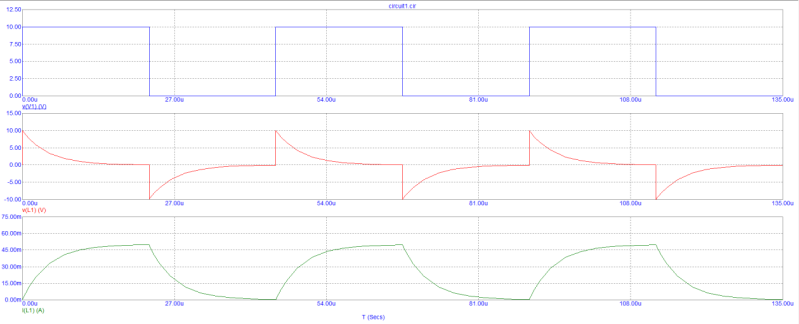 circuit1.cir
12.50
10.00
7.50
5.00
2.50
0.00
0.00u 27.00u 54.00u 81.00u 108.00u 135.00u
v(V1) (V)
15.00
10.00
5.00
0.00
-5.00
-10.00
0.00u 27.00u 54.00u 81.00u 108.00u 135.00u
v(L1) (V)
75.00m
60.00m
45.00m
30.00m
15.00m
0.00m
0.00u 27.00u 54.00u 81.00u 108.00u 135.00u
i(L1) (A)
T (Secs)